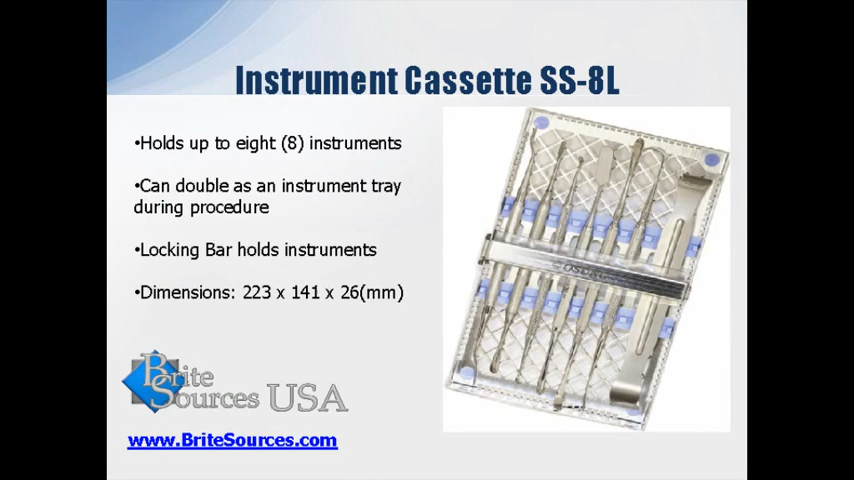 Instrument Cassette SS-8L
•Holds up to eight (8) instruments
•Can double as an instrument tray
during procedure
•Locking Bar holds instruments
•Dimensions: 223 x 141 x 26(mm)
Brite
Sources USA
www.BriteSources.com